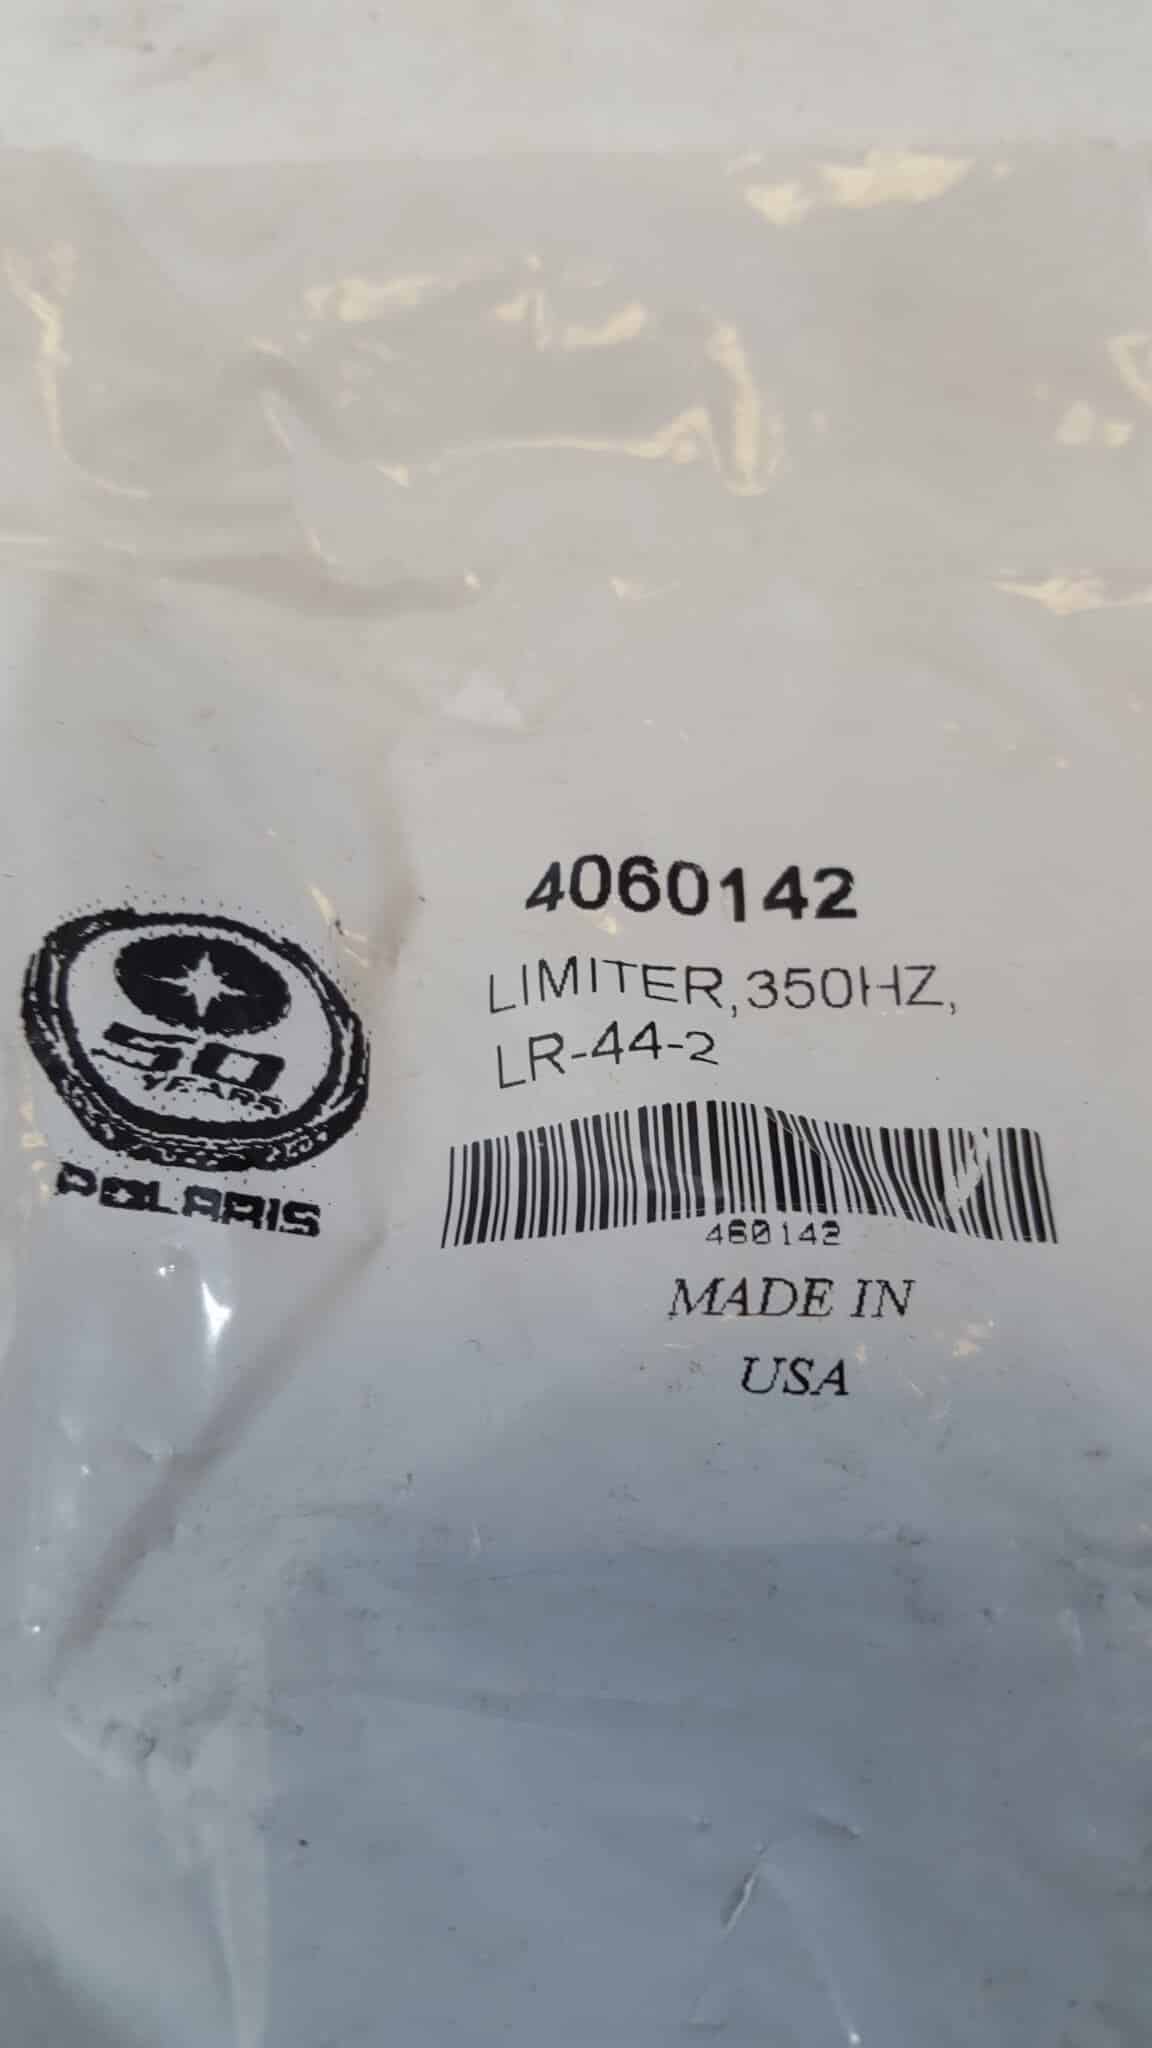 4060142
LIMITER,350HZ,
LR-44-2
460142
MADE IN
USA
50
YEARS
POLARIS